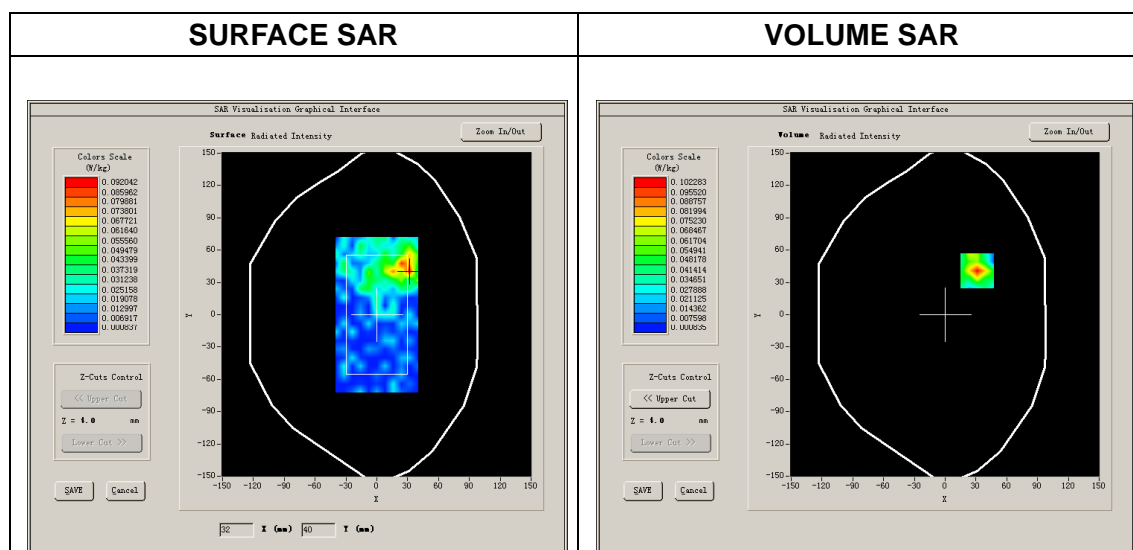 SURFACE SAR
VOLUME SAR
SAR Visualisation Graphical Interface
Surface Radiated Intensity
Zoom In/Out
Colors Scale
(W/kg)
0.092042
0.085962
0.079881
0.073801
0.067721
0.061640
0.055560
0.049479
0.043399
0.037319
0.031238
0.025158
0.019078
0.012997
0.006917
0.000837
150
120
90
60
30
0
-30
-60
-90
-120
-150
Y
-150 -120 -90 -60 -30 0 30 60 90 120 150
X
Z-Cuts Control
<< Upper Cut
Z = 4.0 mm
Lower Cut >>
SAVE Cancel
32 X (mm) 40 Y (mm)
SAR Visualisation Graphical Interface
Volume Radiated Intensity
Zoom In/Out
Colors Scale
(W/kg)
0.102283
0.095520
0.088757
0.081994
0.075230
0.068467
0.061704
0.054941
0.048178
0.041414
0.034651
0.027888
0.021125
0.014362
0.007598
0.000835
150
120
90
60
30
0
-30
-60
-90
-120
-150
Y
-150 -120 -90 -60 -30 0 30 60 90 120 150
X
Z-Cuts Control
<< Upper Cut
Z = 4.0 mm
Lower Cut >>
SAVE Cancel